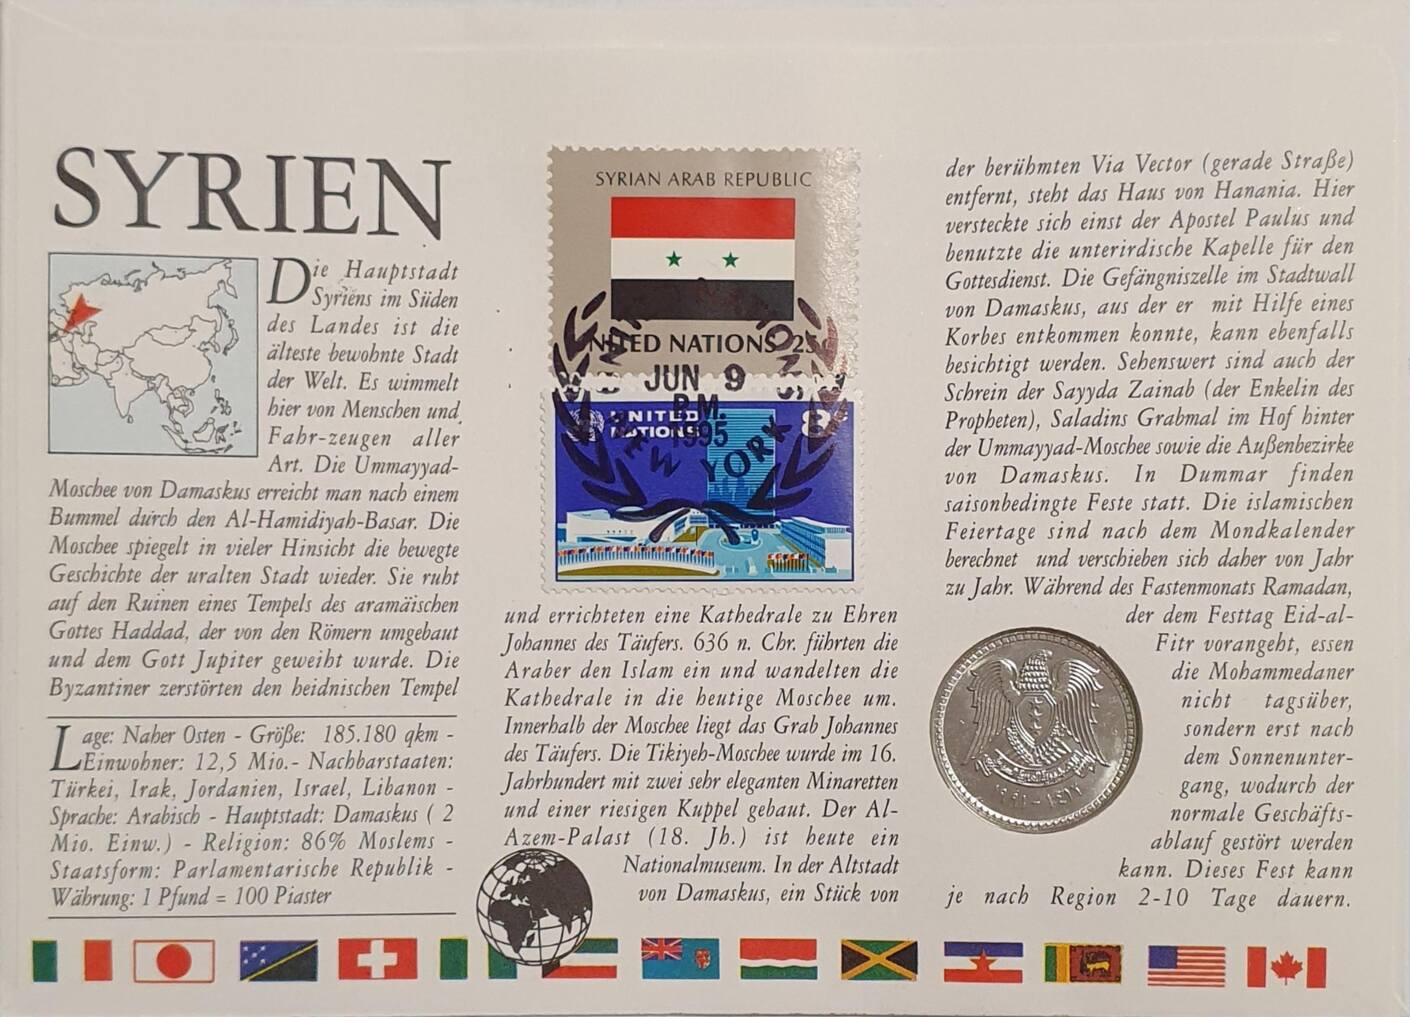 SYRIEN
Die Hauptstadt
Syriens im Süden
des Landes ist die
älteste bewohnte Stadt
der Welt. Es wimmelt
hier von Menschen und
Fahr-zeugen aller
Art. Die Ummayyad-
Moschee von Damaskus erreicht man nach einem
Bummel durch den Al-Hamidiyah-Basar. Die
Moschee spiegelt in vieler Hinsicht die bewegte
Geschichte der uralten Stadt wieder. Sie ruht
auf den Ruinen eines Tempels des aramäischen
Gottes Haddad, der von den Römern umgebaut
und dem Gott Jupiter geweiht wurde. Die
Byzantiner zerstörten den heidnischen Tempel
Lage: Naher Osten - Größe: 185.180 qkm -
Einwohner: 12,5 Mio.- Nachbarstaaten:
Türkei, Irak, Jordanien, Israel, Libanon -
Sprache: Arabisch - Hauptstadt: Damaskus ( 2
Mio. Einw.) - Religion: 86% Moslems -
Staatsform: Parlamentarische Republik -
Währung: 1 Pfund = 100 Piaster
SYRIAN ARAB REPUBLIC
UNITED NATIONS 25c
UNITED NATIONS
JUN 9
P.M.
1995
NEW YORK
UNITED
NATIONS
8c
und errichteten eine Kathedrale zu Ehren
Johannes des Täufers. 636 n. Chr. führten die
Araber den Islam ein und wandelten die
Kathedrale in die heutige Moschee um.
Innerhalb der Moschee liegt das Grab Johannes
des Täufers. Die Tikiyeh-Moschee wurde im 16.
Jahrhundert mit zwei sehr eleganten Minaretten
und einer riesigen Kuppel gebaut. Der Al-
Azem-Palast (18. Jh.) ist heute ein
Nationalmuseum. In der Altstadt
von Damaskus, ein Stück von
der berühmten Via Vector (gerade Straße)
entfernt, steht das Haus von Hanania. Hier
versteckte sich einst der Apostel Paulus und
benutzte die unterirdische Kapelle für den
Gottesdienst. Die Gefängniszelle im Stadtwall
von Damaskus, aus der er mit Hilfe eines
Korbes entkommen konnte, kann ebenfalls
besichtigt werden. Sehenswert sind auch der
Schrein der Sayyda Zainab (der Enkelin des
Propheten), Saladins Grabmal im Hof hinter
der Ummayyad-Moschee sowie die Außenbezirke
von Damaskus. In Dummar finden
saisonbedingte Feste statt. Die islamischen
Feiertage sind nach dem Mondkalender
berechnet und verschieben sich daher von Jahr
zu Jahr. Während des Fastenmonats Ramadan,
der dem Festtag Eid-al-
Fitr vorangeht, essen
die Mohammedaner
nicht tagsüber,
sondern erst nach
dem Sonnenunter-
gang, wodurch der
normale Geschäfts-
ablauf gestört werden
kann. Dieses Fest kann
je nach Region 2-10 Tage dauern.
١٩٩١-١٤١٢